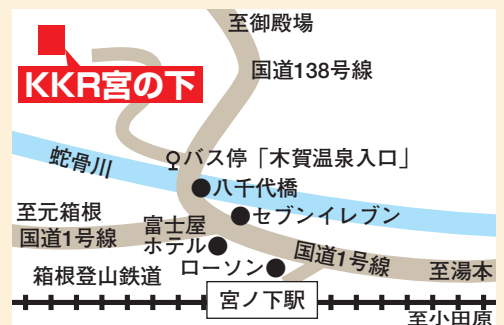 至御殿場
国道138号線
KKR宮の下
蛇骨川
バス停「木賀温泉入口」
八千代橋
セブンイレブン
至元箱根
国道1号線
富士屋
ホテル
ローソン
国道1号線
至湯本
箱根登山鉄道
宮ノ下駅
至小田原